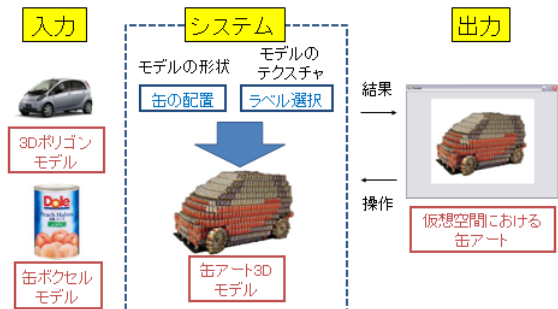 入力
システム
出力
モデルの形状
モデルの
テクスチャ
缶の配置
ラベル選択
結果
操作
3Dポリゴン
モデル
Dole
Peach Halves
缶ボクセル
モデル
缶アート3D
モデル
仮想空間における
缶アート